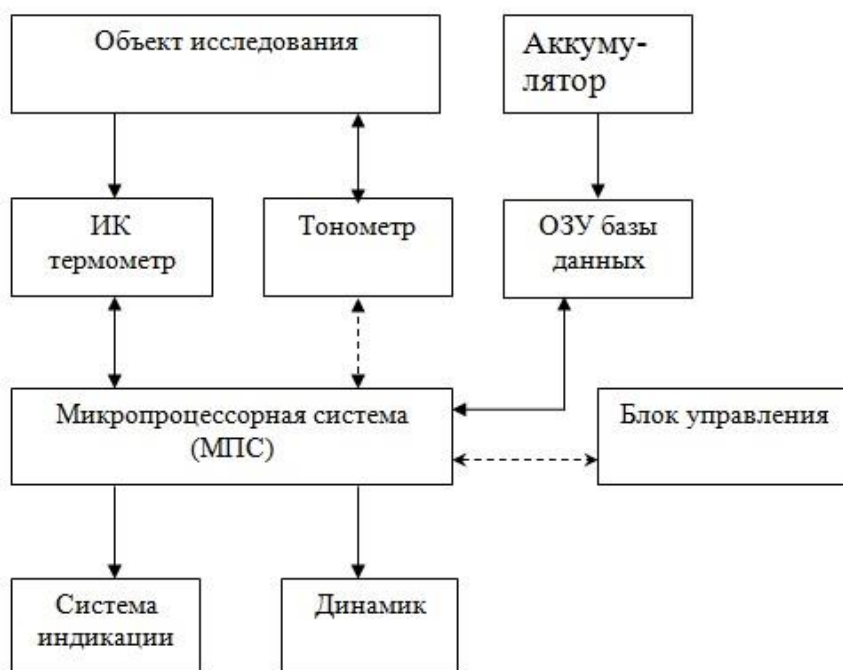 Объект исследования
Аккуму-
лятор
ИК
термометр
Тонометр
ОЗУ базы
данных
Микропроцессорная система
(МПС)
Блок управления
Система
индикации
Динамик